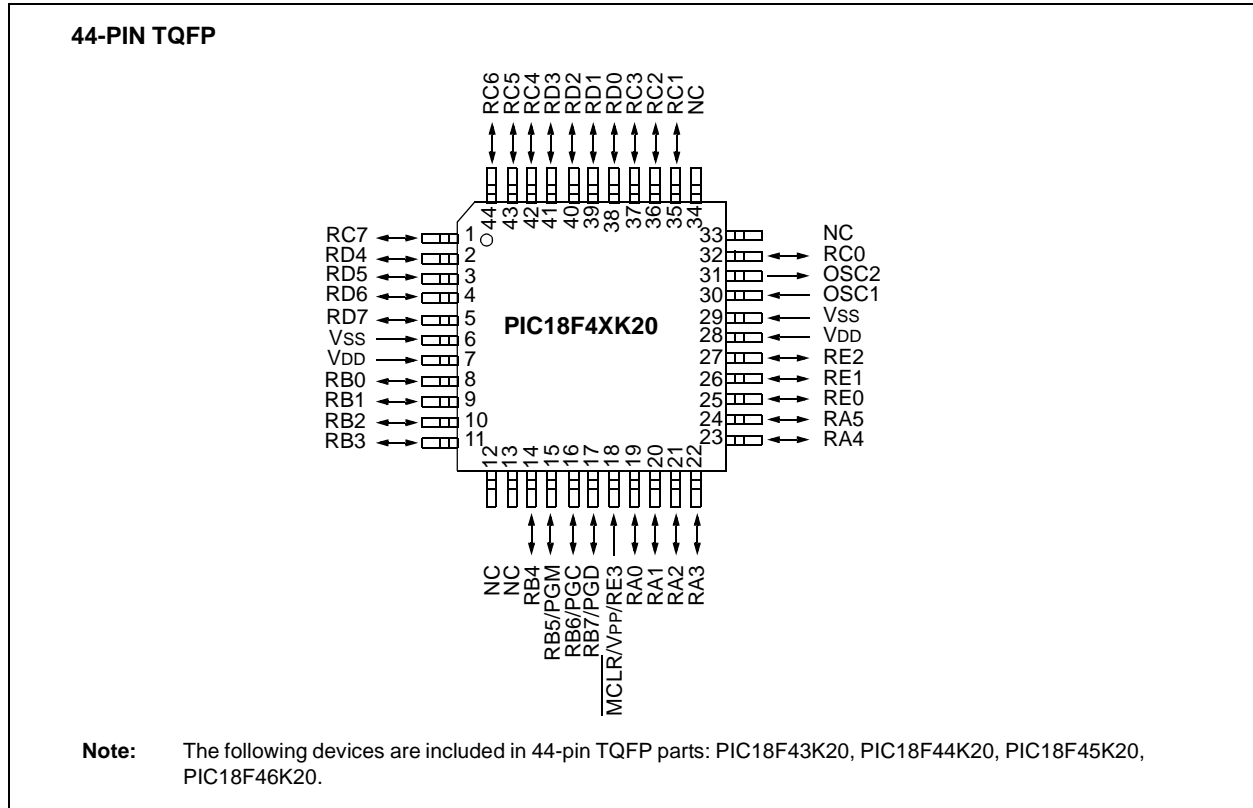 44-PIN TQFP
RC6
RC5
RC4
RD3
RD2
RD1
RD0
RC3
RC2
RC1
NC
44
43
42
41
40
39
38
37
36
35
34
RC7 1
RD4 2
RD5 3
RD6 4
RD7 5
VSS 6
VDD 7
RB0 8
RB1 9
RB2 10
RB3 11
PIC18F4XK20
33 NC
32 RC0
31 OSC2
30 OSC1
29 VSS
28 VDD
27 RE2
26 RE1
25 RE0
24 RA5
23 RA4
12
13
14
15
16
17
18
19
20
21
22
NC
NC
RB4
RB5/PGM
RB6/PGC
RB7/PGD
MCLR/VPP/RE3
RA0
RA1
RA2
RA3
Note: The following devices are included in 44-pin TQFP parts: PIC18F43K20, PIC18F44K20, PIC18F45K20,
PIC18F46K20.